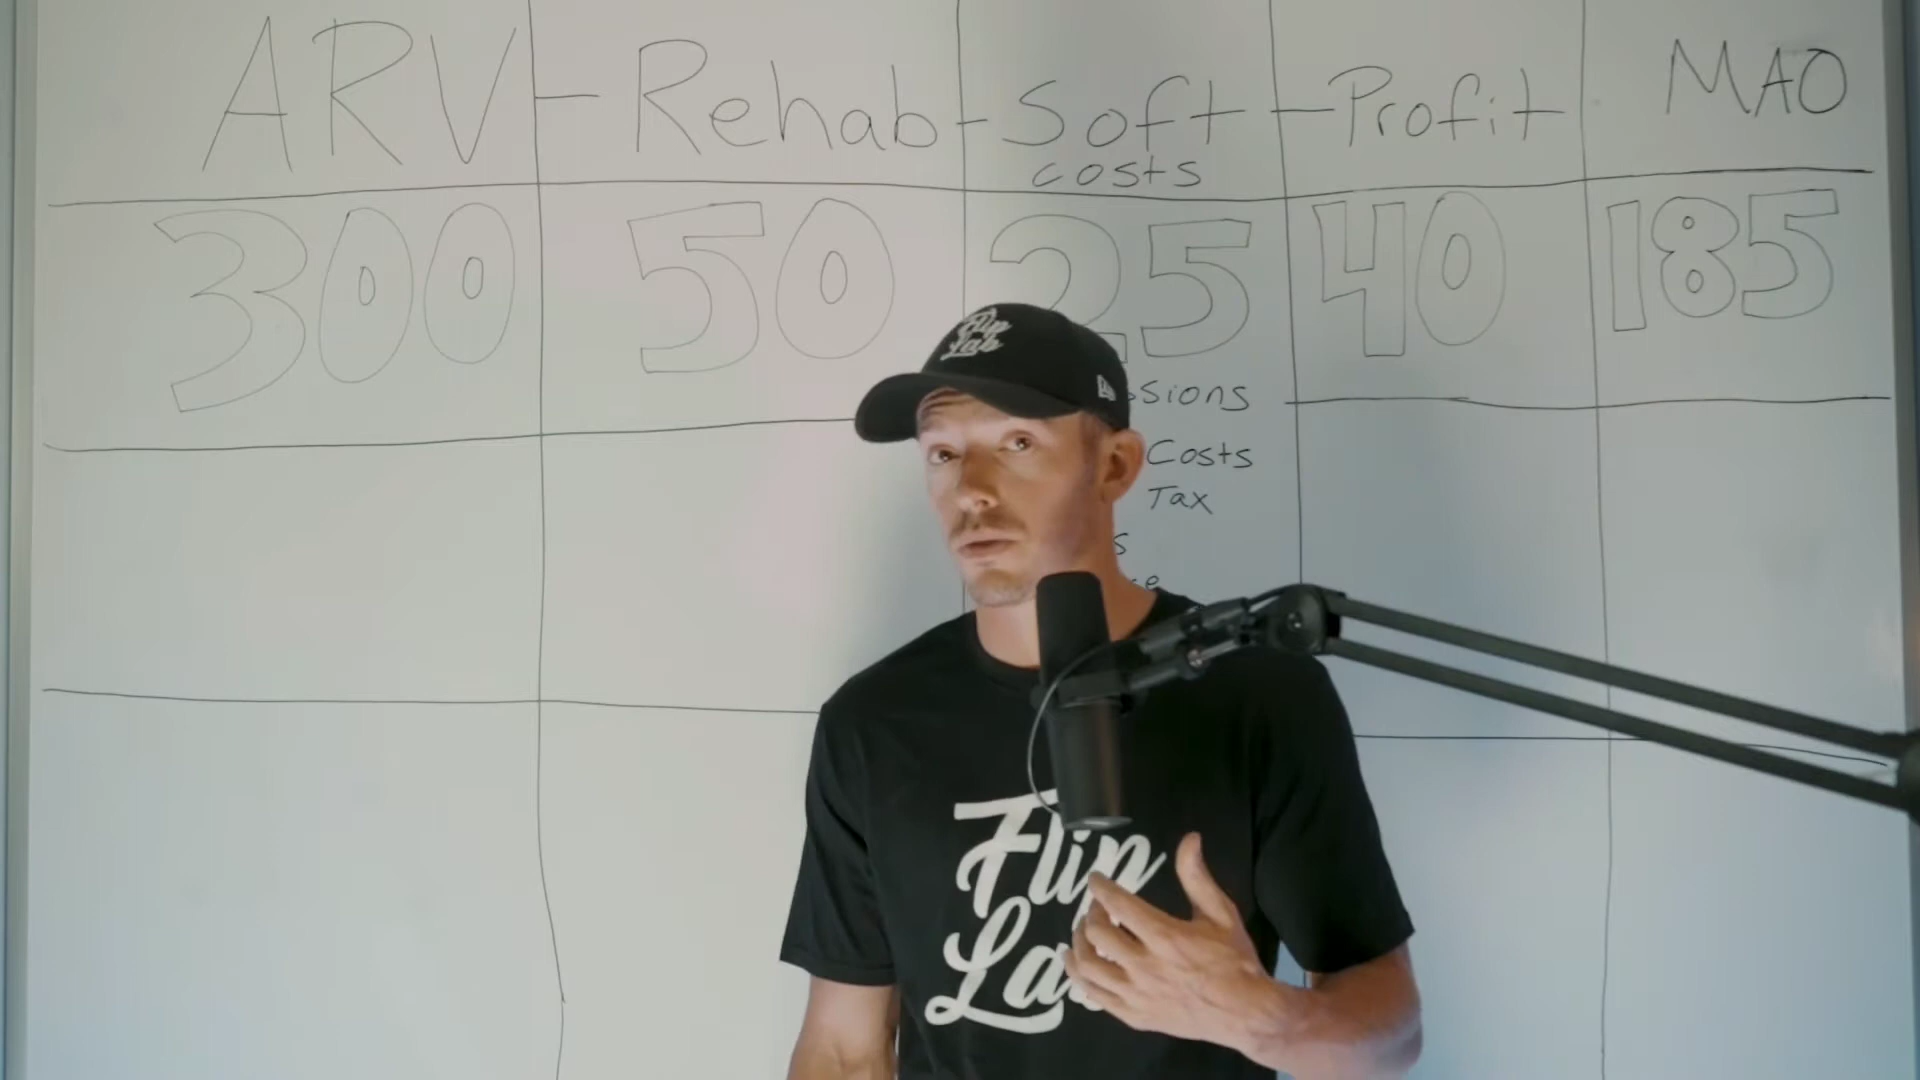 ARV - Rehab - Soft - Profit MAO
costs
300 50 25 40 185
Flip
Lab
Costs
Tax
Flip